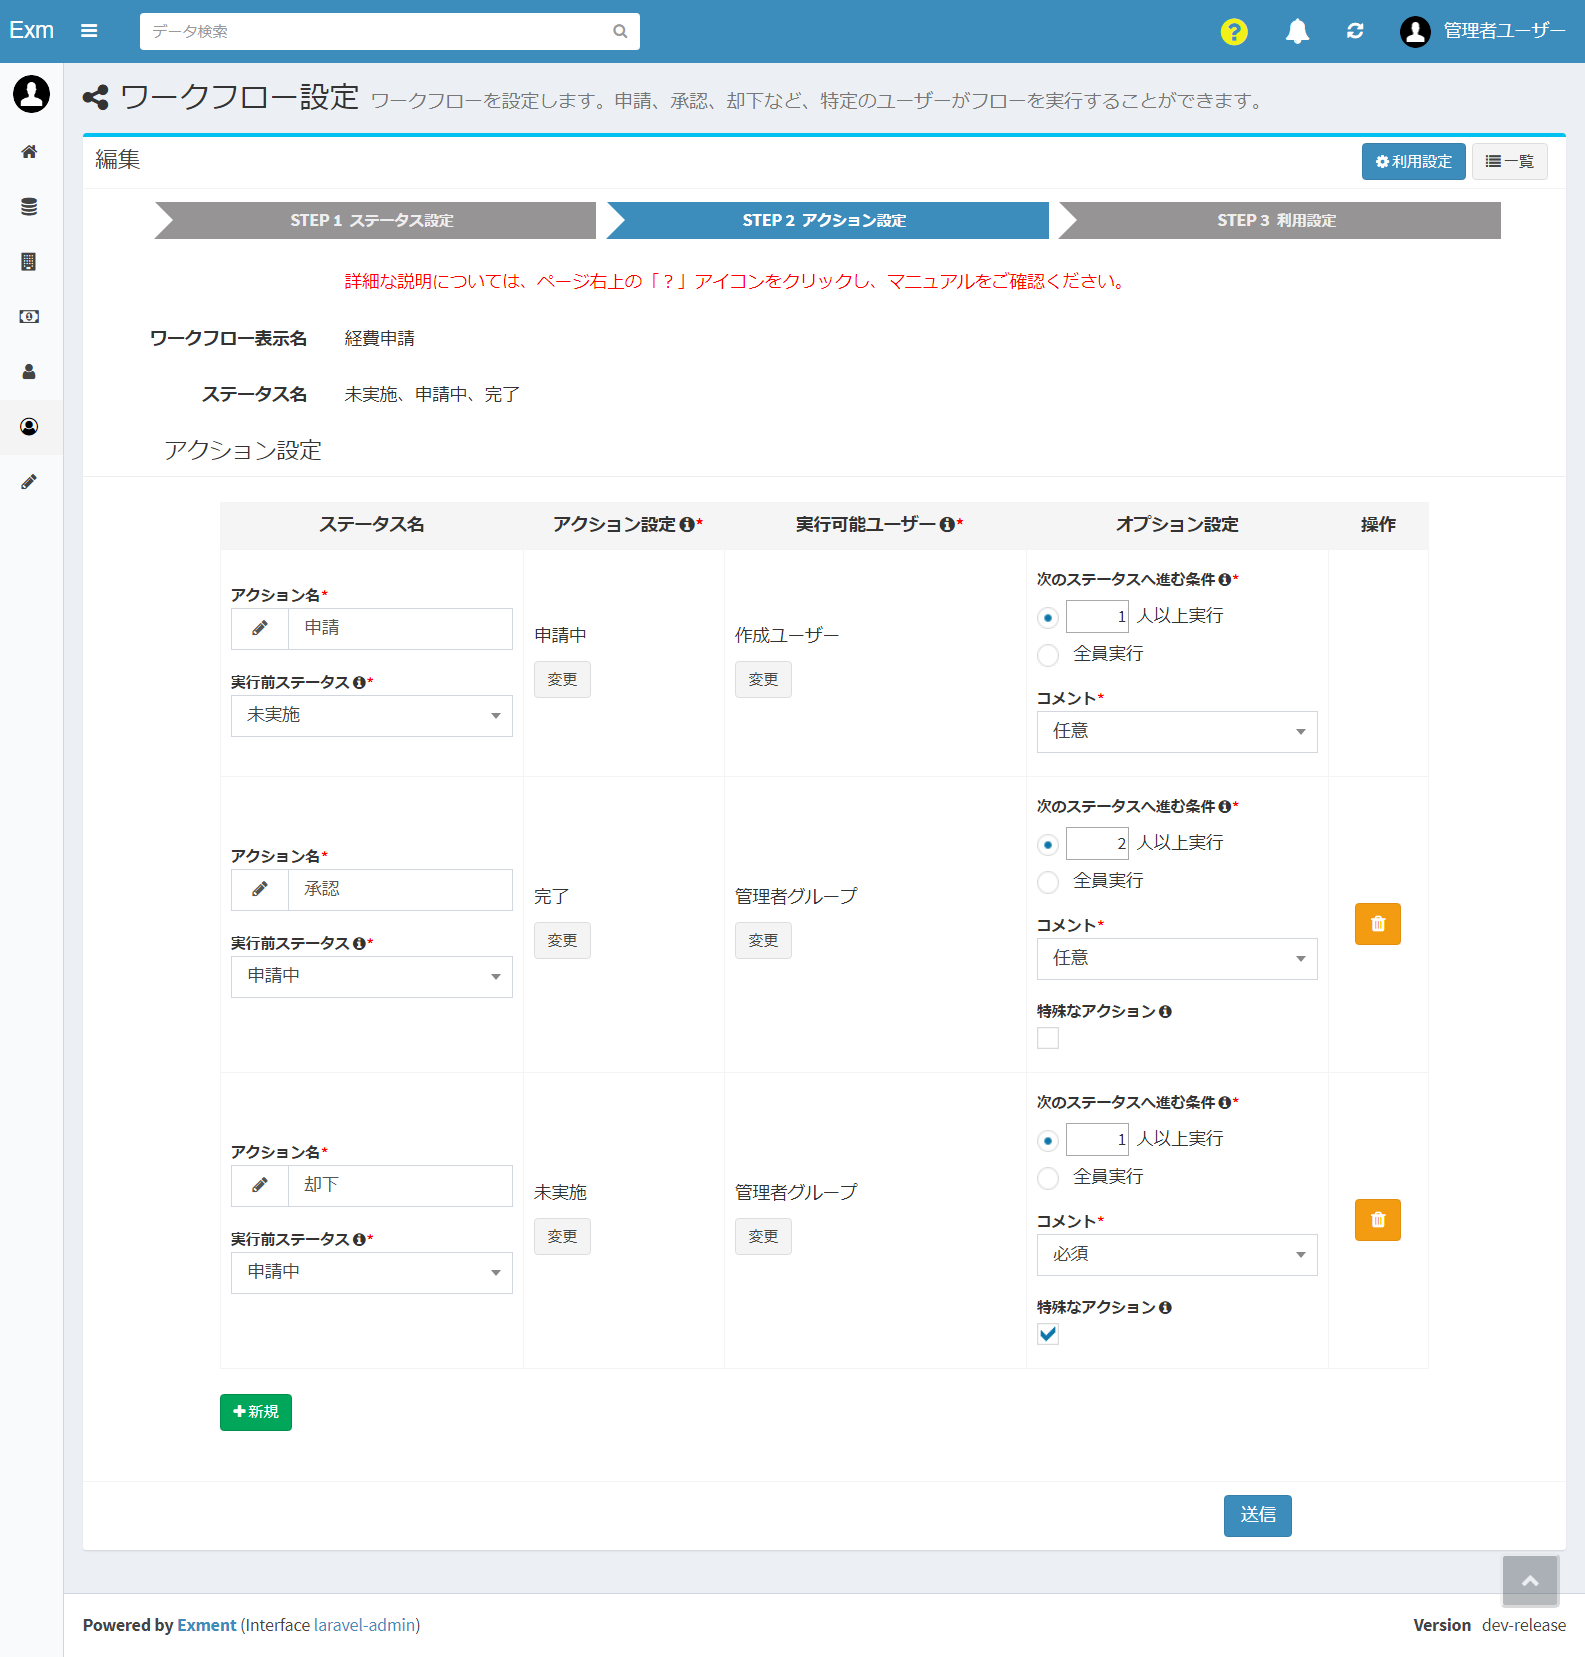 Exm
データ検索
管理者ユーザー
ワークフロー設定 ワークフローを設定します。申請、承認、却下など、特定のユーザーがフローを実行することができます。
編集
利用設定
一覧
STEP 1 ステータス設定
STEP 2 アクション設定
STEP 3 利用設定
詳細な説明については、ページ右上の「？」アイコンをクリックし、マニュアルをご確認ください。
ワークフロー表示名 経費申請
ステータス名 未実施、申請中、完了
アクション設定
ステータス名 アクション設定* 実行可能ユーザー* オプション設定 操作
アクション名*
申請
実行前ステータス*
未実施
申請中
変更
作成ユーザー
変更
次のステータスへ進む条件*
1 人以上実行
全員実行
コメント*
任意
アクション名*
承認
実行前ステータス*
申請中
完了
変更
管理者グループ
変更
次のステータスへ進む条件*
2 人以上実行
全員実行
コメント*
任意
特殊なアクション
アクション名*
却下
実行前ステータス*
申請中
未実施
変更
管理者グループ
変更
次のステータスへ進む条件*
1 人以上実行
全員実行
コメント*
必須
特殊なアクション
新規
送信
Powered by Exment (Interface laravel-admin)
Version dev-release